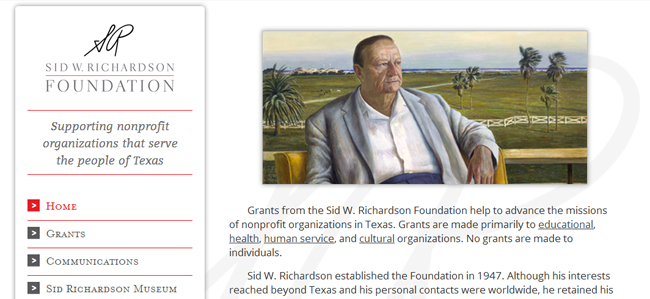 SR
SID W. RICHARDSON
FOUNDATION
Supporting nonprofit
organizations that serve
the people of Texas
> HOME
> GRANTS
> COMMUNICATIONS
> SID RICHARDSON MUSEUM
Grants from the Sid W. Richardson Foundation help to advance the missions
of nonprofit organizations in Texas. Grants are made primarily to educational,
health, human service, and cultural organizations. No grants are made to
individuals.
Sid W. Richardson established the Foundation in 1947. Although his interests
reached beyond Texas and his personal contacts were worldwide, he retained his